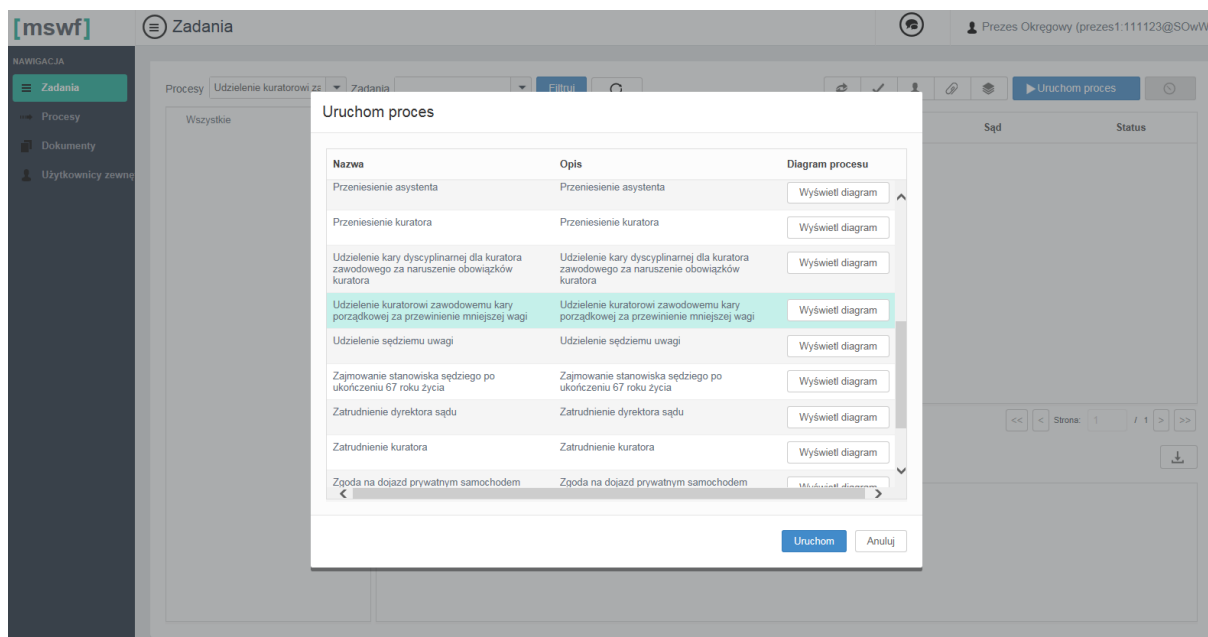 [mswf]
Zadania
Prezes Okręgowy (prezes1:111123@SOwW
NAWIGACJA
Zadania
Procesy
Dokumenty
Użytkownicy zewnę
Procesy Udzielenie kuratorowi za Zadania Filtruj
Uruchom proces
Wszystkie
Sąd Status
Uruchom proces
Nazwa Opis Diagram procesu
Przeniesienie asystenta Przeniesienie asystenta Wyświetl diagram
Przeniesienie kuratora Przeniesienie kuratora Wyświetl diagram
Udzielenie kary dyscyplinarnej dla kuratora Udzielenie kary dyscyplinarnej dla kuratora Wyświetl diagram
zawodowego za naruszenie obowiązków zawodowego za naruszenie obowiązków
kuratora kuratora
Udzielenie kuratorowi zawodowemu kary Udzielenie kuratorowi zawodowemu kary Wyświetl diagram
porządkowej za przewinienie mniejszej wagi porządkowej za przewinienie mniejszej wagi
Udzielenie sędziemu uwagi Udzielenie sędziemu uwagi Wyświetl diagram
Zajmowanie stanowiska sędziego po Zajmowanie stanowiska sędziego po Wyświetl diagram
ukończeniu 67 roku życia ukończeniu 67 roku życia
Zatrudnienie dyrektora sądu Zatrudnienie dyrektora sądu Wyświetl diagram
Zatrudnienie kuratora Zatrudnienie kuratora Wyświetl diagram
Zgoda na dojazd prywatnym samochodem Zgoda na dojazd prywatnym samochodem Wyświetl diagram
<< < Strona: 1 / 1 > >>
Uruchom Anuluj